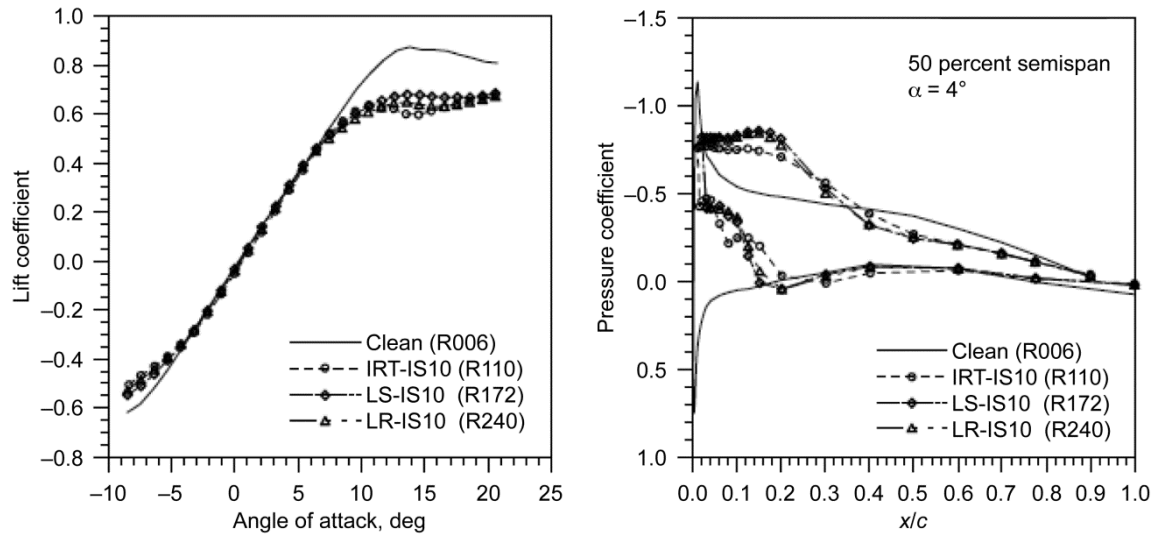 1.0
0.8
0.6
0.4
0.2
0.0
–0.2
–0.4
–0.6
–0.8
–10
–5
0
5
10
15
20
25
Lift coefficient
Angle of attack, deg
Clean (R006)
IRT-IS10 (R110)
LS-IS10 (R172)
LR-IS10 (R240)
–1.5
–1.0
–0.5
0.0
0.5
1.0
0.0 0.1 0.2 0.3 0.4 0.5 0.6 0.7 0.8 0.9 1.0
Pressure coefficient
x/c
50 percent semispan
α = 4°
Clean (R006)
IRT-IS10 (R110)
LS-IS10 (R172)
LR-IS10 (R240)